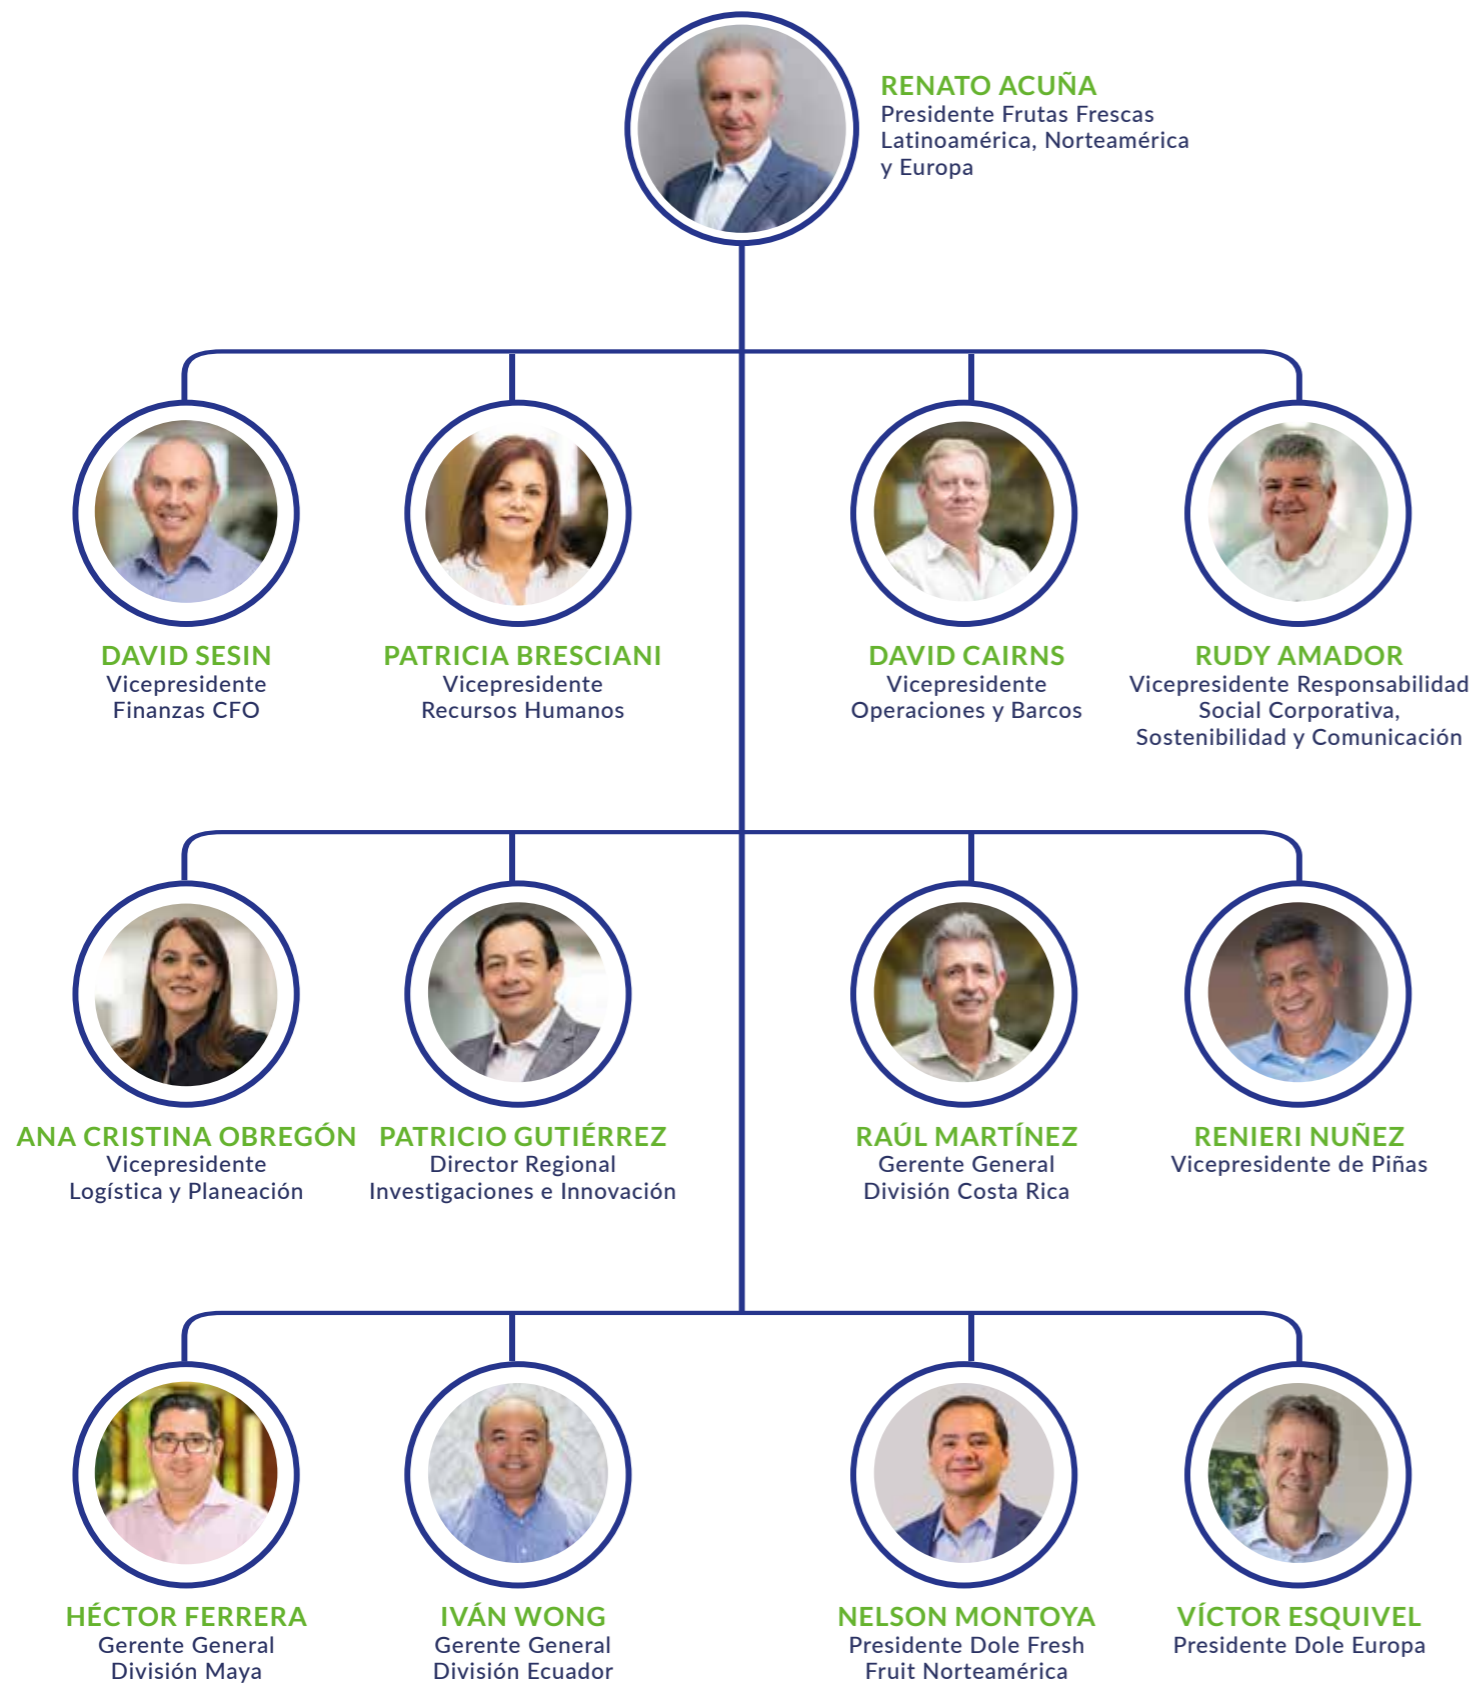 RENATO ACUÑA
Presidente Frutas Frescas
Latinoamérica, Norteamérica
y Europa
DAVID SESIN
Vicepresidente
Finanzas CFO
PATRICIA BRESCIANI
Vicepresidente
Recursos Humanos
DAVID CAIRNS
Vicepresidente
Operaciones y Barcos
RUDY AMADOR
Vicepresidente Responsabilidad
Social Corporativa,
Sostenibilidad y Comunicación
ANA CRISTINA OBREGÓN
Vicepresidente
Logística y Planeación
PATRICIO GUTIÉRREZ
Director Regional
Investigaciones e Innovación
RAÚL MARTÍNEZ
Gerente General
División Costa Rica
RENIERI NUÑEZ
Vicepresidente de Piñas
HÉCTOR FERRERA
Gerente General
División Maya
IVÁN WONG
Gerente General
División Ecuador
NELSON MONTOYA
Presidente Dole Fresh
Fruit Norteamérica
VÍCTOR ESQUIVEL
Presidente Dole Europa